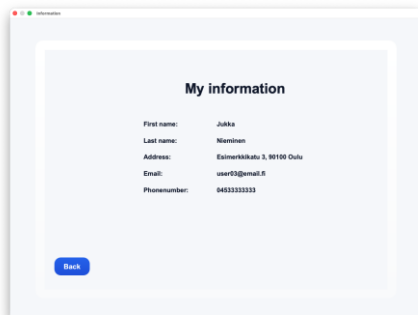 Information
My information
First name: Jukka
Last name: Nieminen
Address: Esimerkkikatu 3, 90100 Oulu
Email: user03@email.fi
Phonenumber: 04533333333
Back